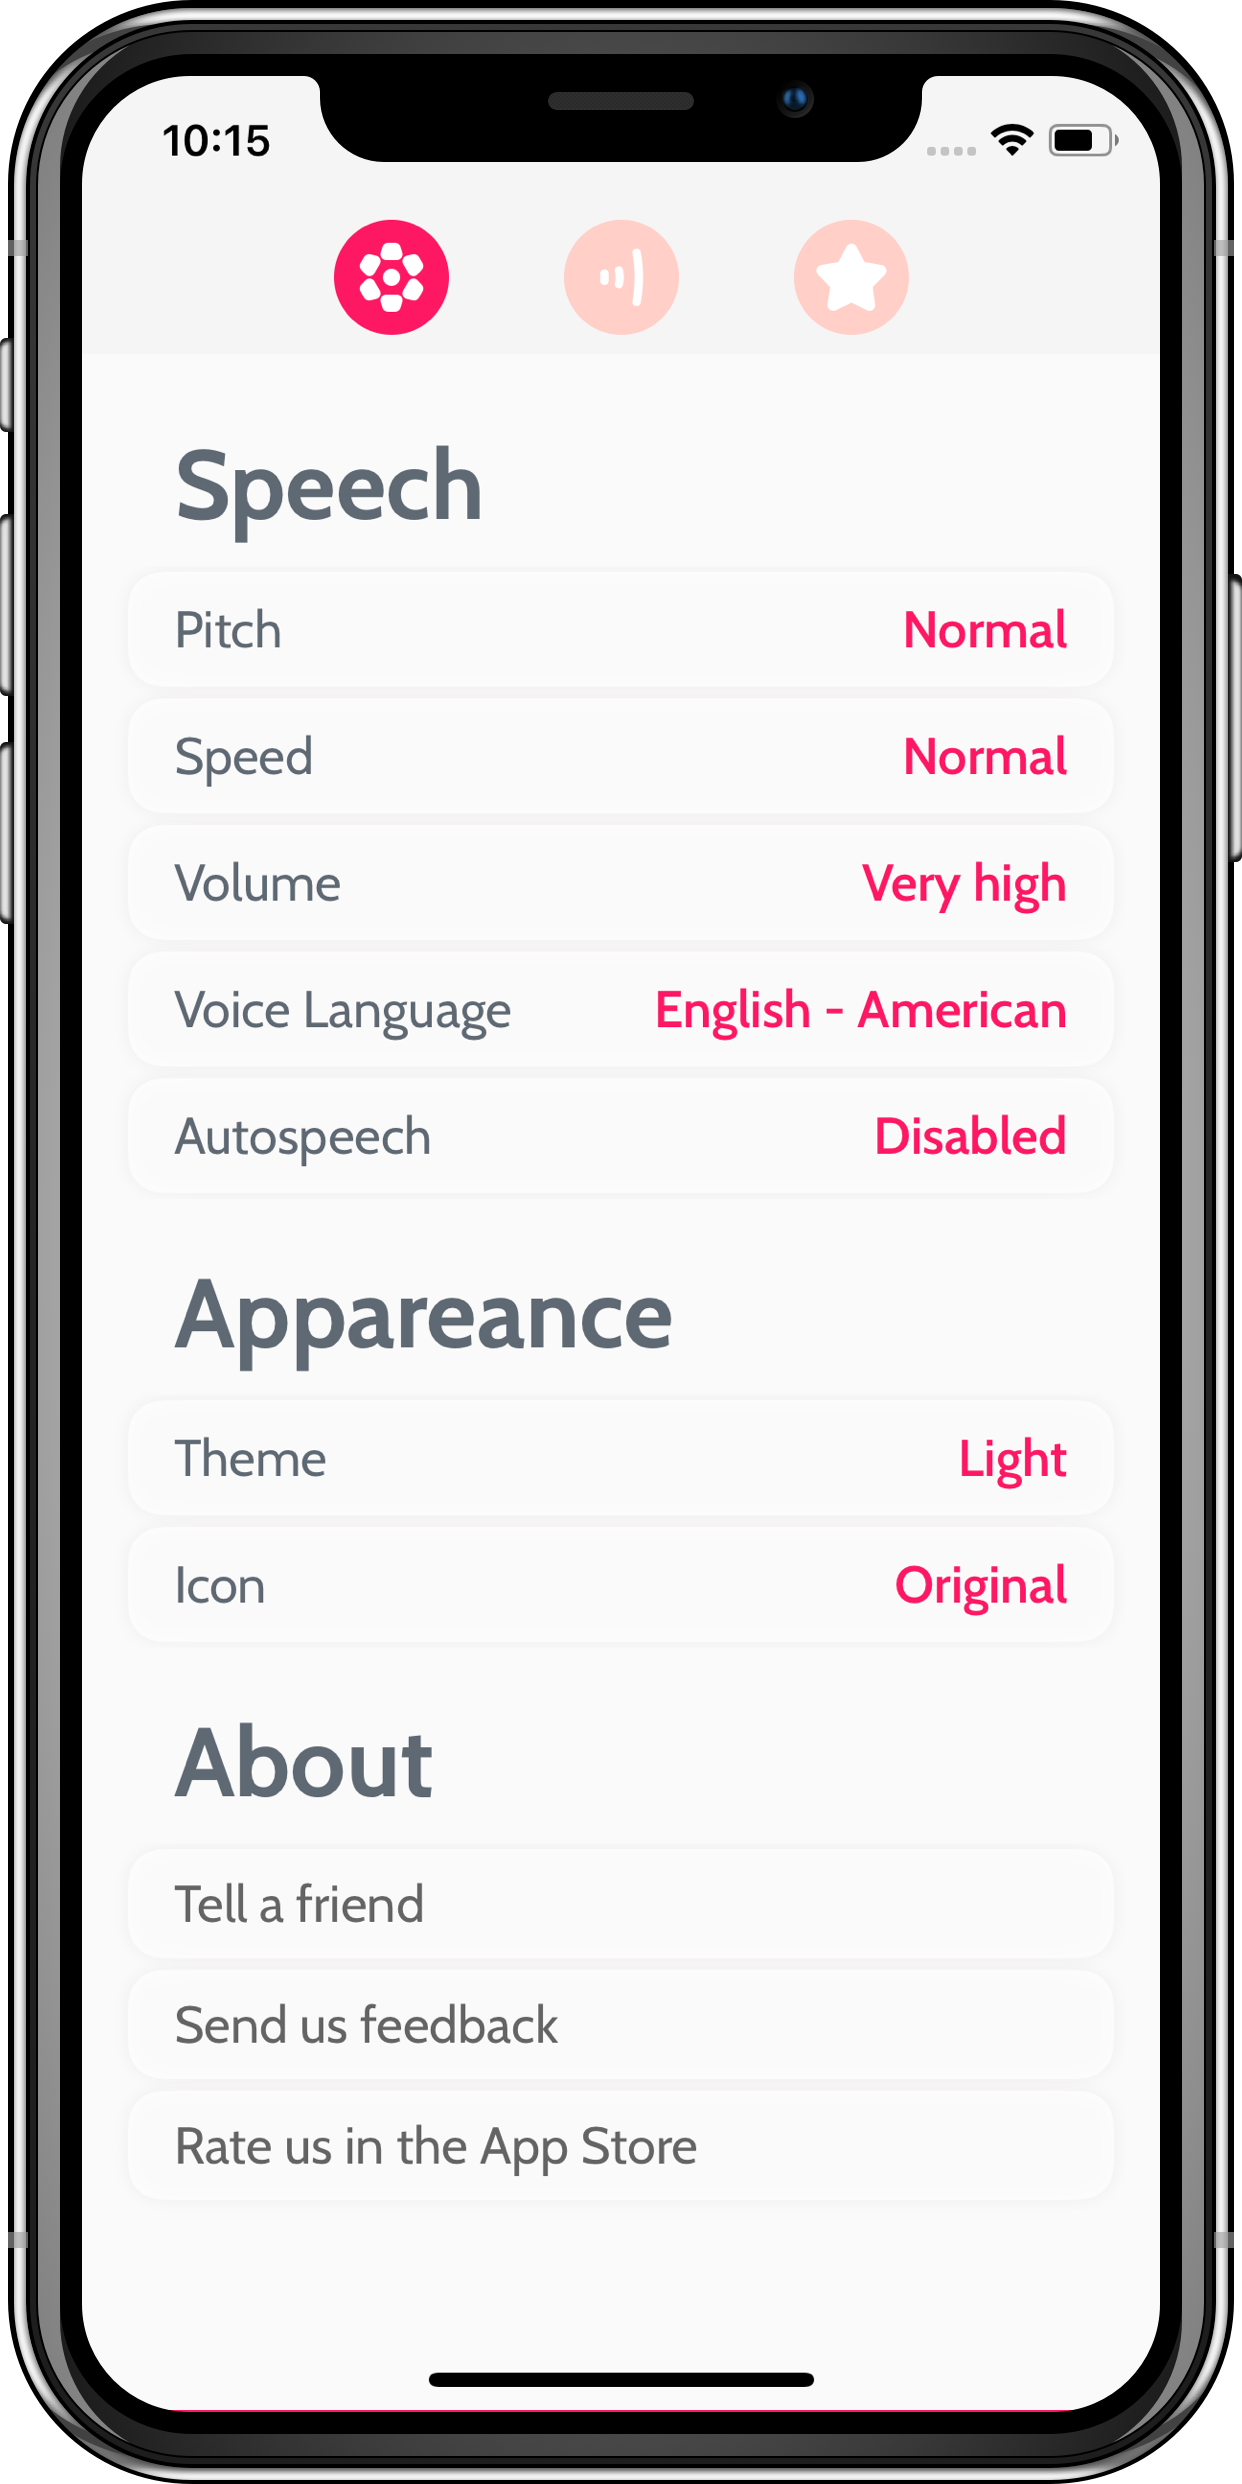 10:15
Speech
Pitch Normal
Speed Normal
Volume Very high
Voice Language English - American
Autospeech Disabled
Appareance
Theme Light
Icon Original
About
Tell a friend
Send us feedback
Rate us in the App Store